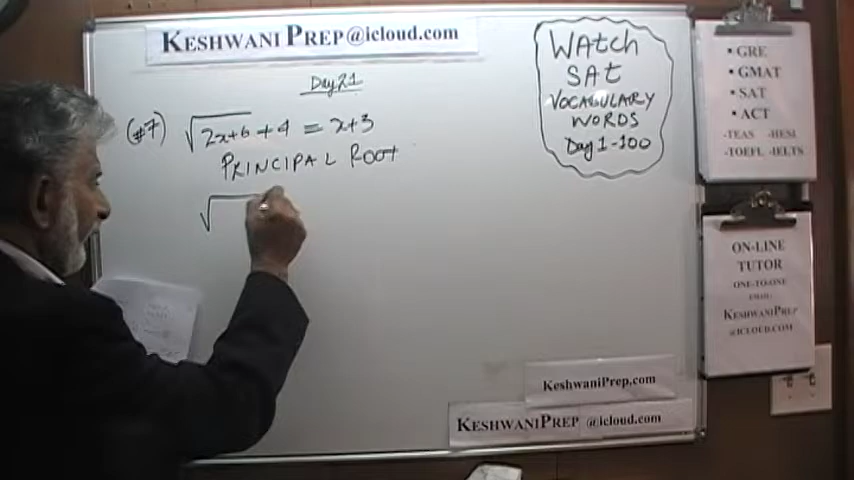 KESHWANI PREP@icloud.com
Day 21
(#7) √2x+6 + 4 = x+3
PRINCIPAL ROOT
√
WAtch
SAt
VOCABULARY
WORDS
Day 1-100
• GRE
• GMAT
• SAT
• ACT
-TEAS -HESI
-TOEFL -IELTS
ON-LINE
TUTOR
ONE-TO-ONE
EMAIL:
KESHWANIPREP
@ICLOUD.COM
KeshwaniPrep.com
KESHWANIPREP @icloud.com